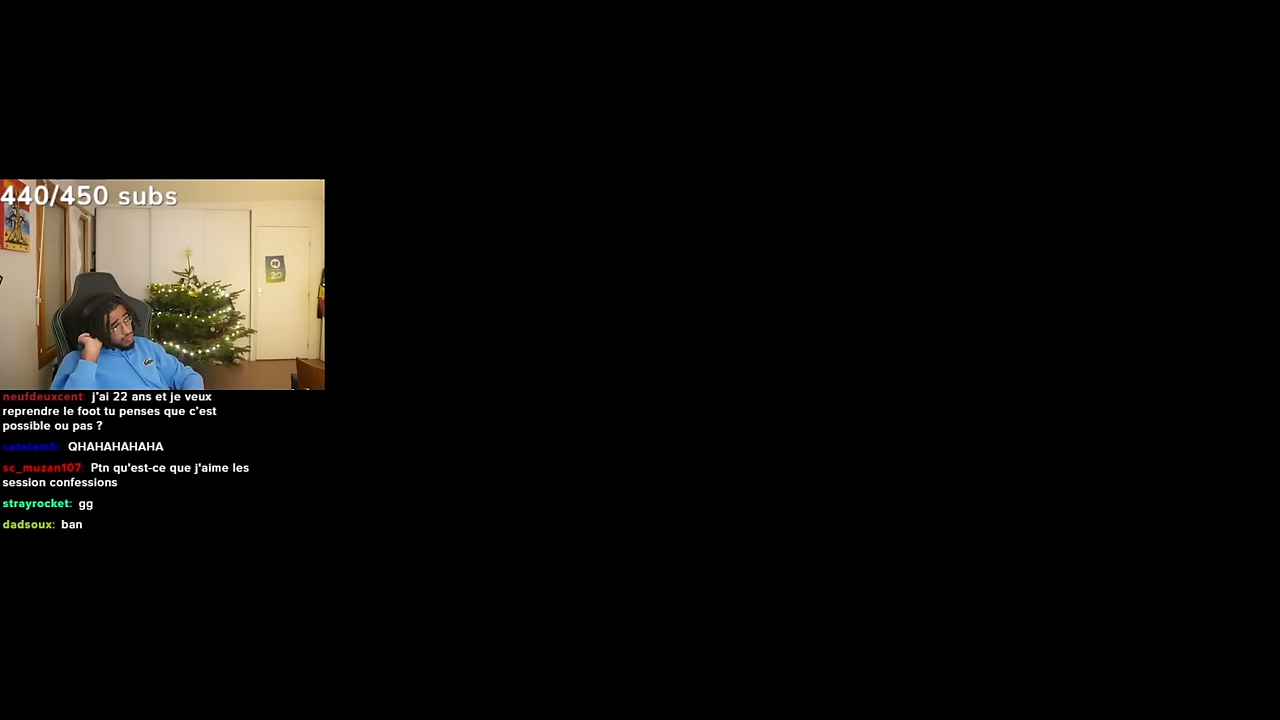 440/450 subs
20
neufdeuxcent: j'ai 22 ans et je veux
reprendre le foot tu penses que c'est
possible ou pas ?
QHAHAHAHAHA
sc_muzan107: Ptn qu'est-ce que j'aime les
session confessions
strayrocket: gg
dadsoux: ban